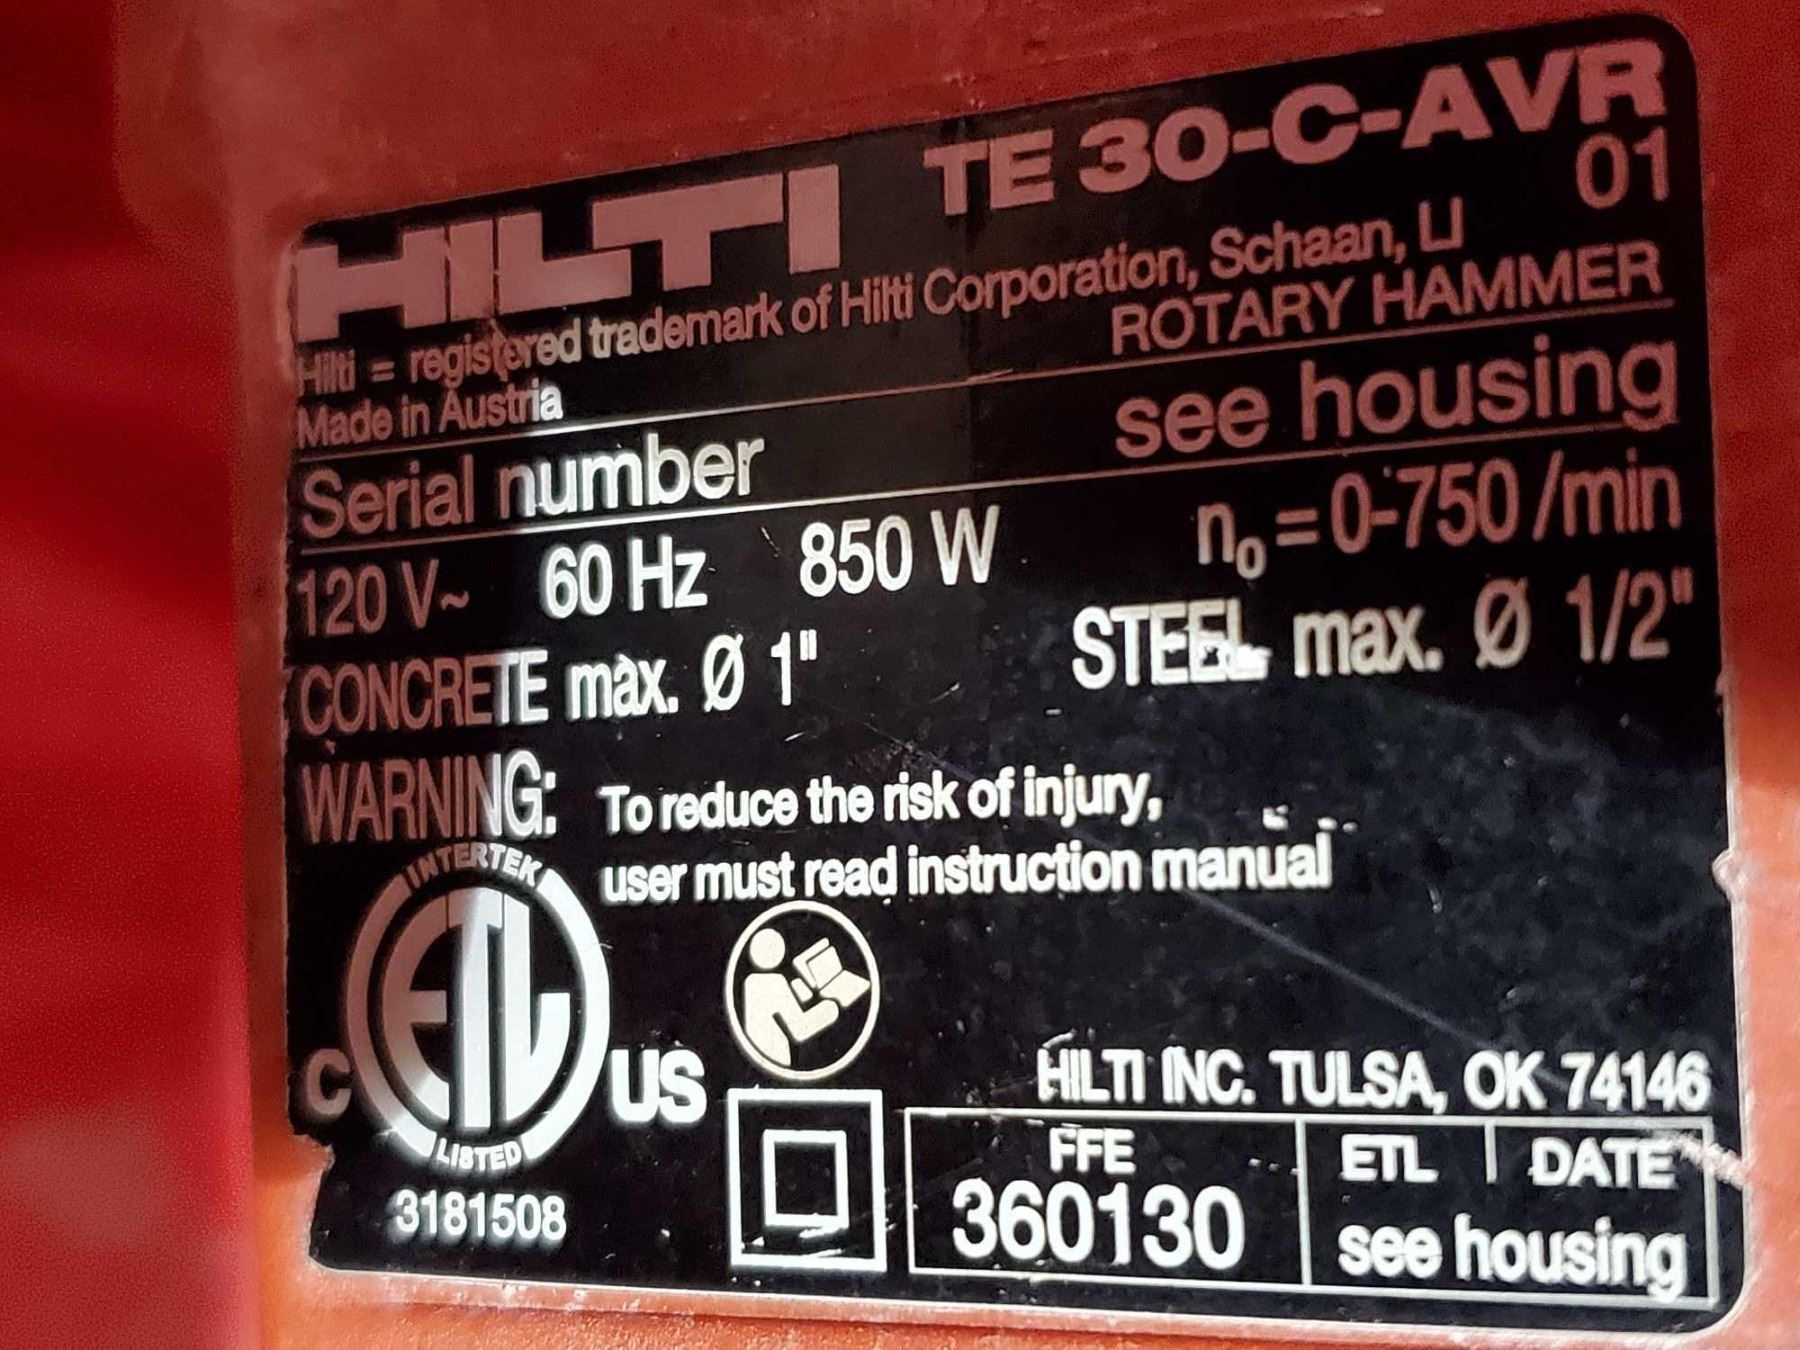 HILTI TE 30-C-AVR
01
Hilti = registered trademark of Hilti Corporation, Schaan, LI
Made in Austria ROTARY HAMMER
Serial number see housing
120 V~ 60 Hz 850 W n₀=0-750/min
CONCRETE max. Ø 1" STEEL max. Ø 1/2"
WARNING: To reduce the risk of injury,
user must read instruction manual
INTERTEK
C ETL US
LISTED
3181508
HILTI INC. TULSA, OK 74146
FFE ETL | DATE
360130 see housing